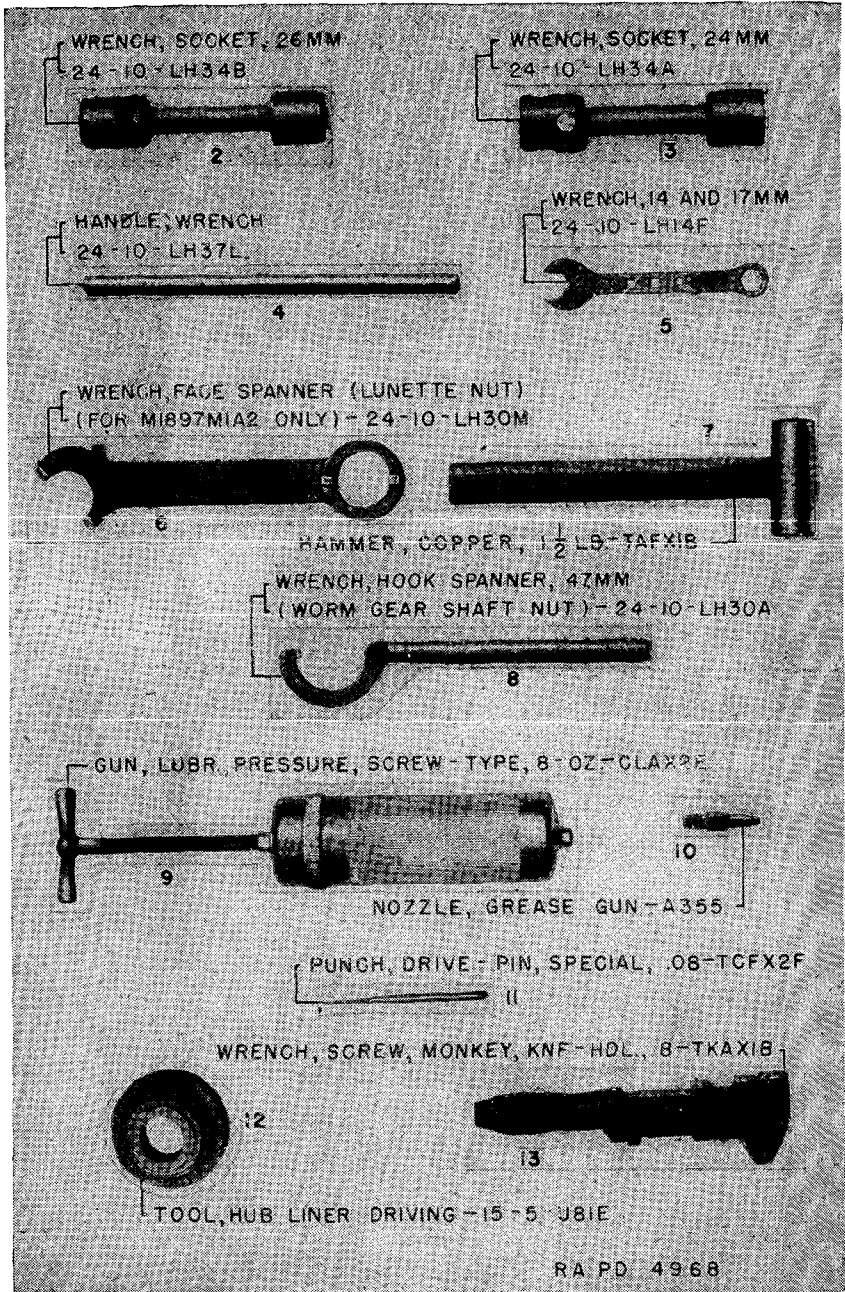 WRENCH, SOCKET, 26MM
24-10-LH34B
2
WRENCH, SOCKET, 24MM
24-10-LH34A
3
HANDLE, WRENCH
24-10-LH37L
4
WRENCH, 14 AND 17MM
24-10-LH14F
5
WRENCH, FACE SPANNER (LUNETTE NUT)
(FOR M1897M1A2 ONLY)-24-10-LH30M
6
7
HAMMER, COPPER, 1 1/2 LB-TAFX1B
WRENCH, HOOK SPANNER, 47MM
(WORM GEAR SHAFT NUT)-24-10-LH30A
8
GUN, LUBR., PRESSURE, SCREW-TYPE, 8-OZ-
9
10
NOZZLE, GREASE GUN-A355
PUNCH, DRIVE-PIN, SPECIAL, .08-TCFX2F
11
WRENCH, SCREW, MONKEY, KNF-HDL., 8-TKAX1B
12
13
TOOL, HUB LINER DRIVING-15-5
RA PD 4968